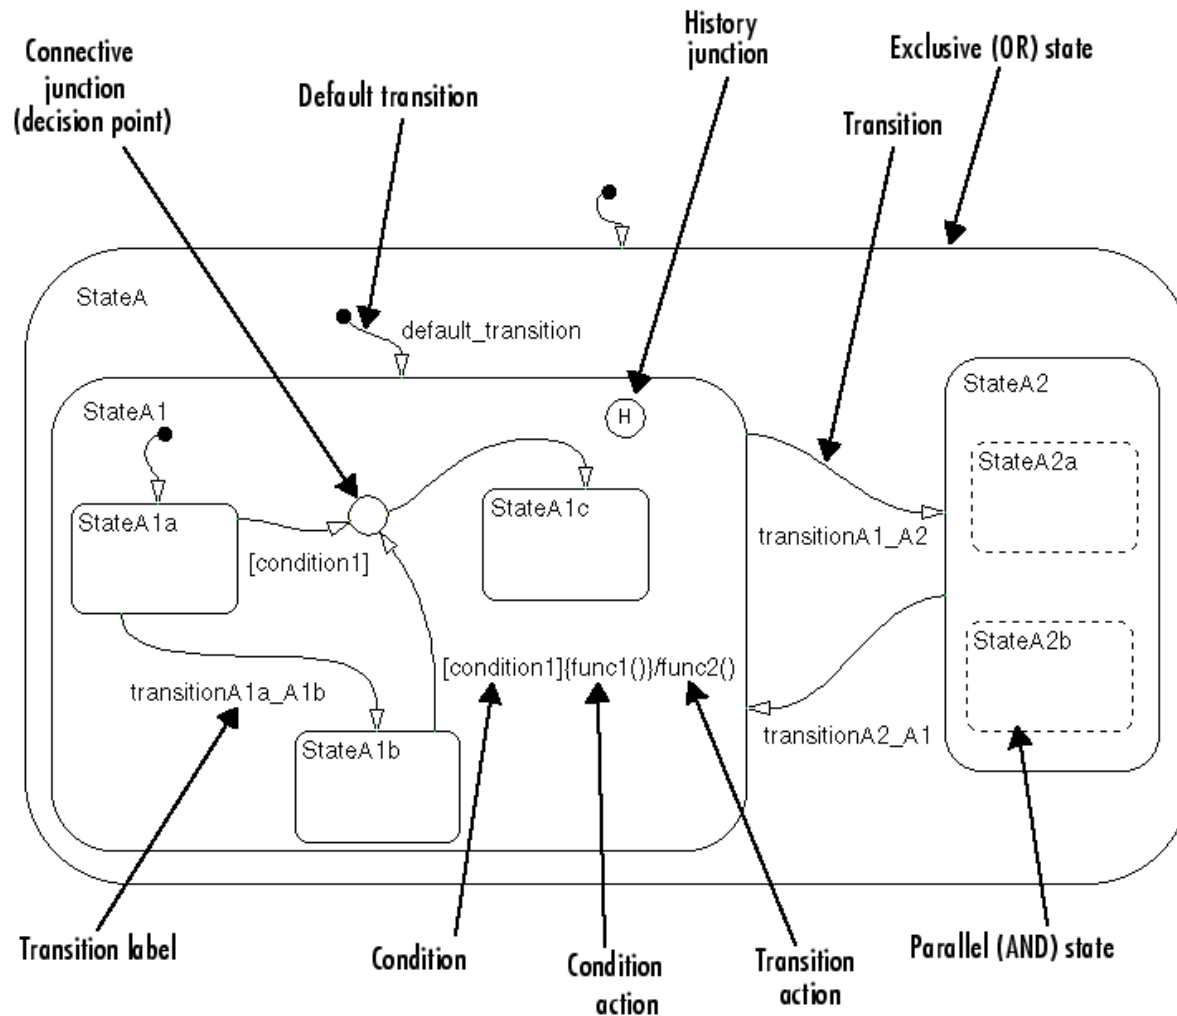 Connective
junction
(decision point)
Default transition
History
junction
Exclusive (OR) state
Transition
StateA
default_transition
StateA1
H
StateA2
StateA2a
StateA1a
StateA1c
[condition1]
transitionA1_A2
StateA2b
[condition1]{func1()}/func2()
transitionA1a_A1b
transitionA2_A1
StateA1b
Transition label
Condition
Condition
action
Transition
action
Parallel (AND) state